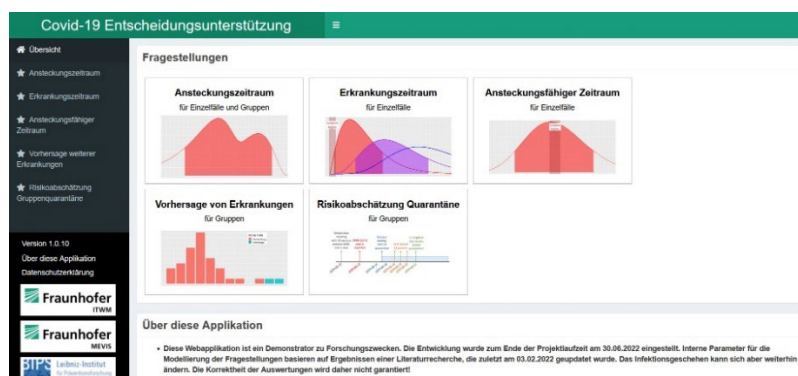 Covid-19 Entscheidungsunterstützung
Übersicht
Ansteckungszeitraum
Erkrankungszeitraum
Ansteckungsfähiger
Zeitraum
Vorhersage weiterer
Erkrankungen
Risikoabschätzung
Gruppenquarantäne
Version 1.0.10
Über diese Applikation
Datenschutzerklärung
Fraunhofer
ITWM
Fraunhofer
MEVIS
BIPS Leibniz-Institut
für Präventionsforschung
Fragestellungen
Ansteckungszeitraum
für Einzelfälle und Gruppen
Erkrankungszeitraum
für Einzelfälle
Ansteckungsfähiger Zeitraum
für Einzelfälle
Vorhersage von Erkrankungen
für Gruppen
Risikoabschätzung Quarantäne
für Gruppen
Über diese Applikation
• Diese Webapplikation ist ein Demonstrator zu Forschungszwecken. Die Entwicklung wurde zum Ende der Projektlaufzeit am 30.06.2022 eingestellt. Interne Parameter für die
Modellierung der Fragestellungen basieren auf Ergebnissen einer Literaturrecherche, die zuletzt am 03.02.2022 geupdatet wurde. Das Infektionsgeschehen kann sich aber weiterhin
ändern. Die Korrektheit der Auswertungen wird daher nicht garantiert!